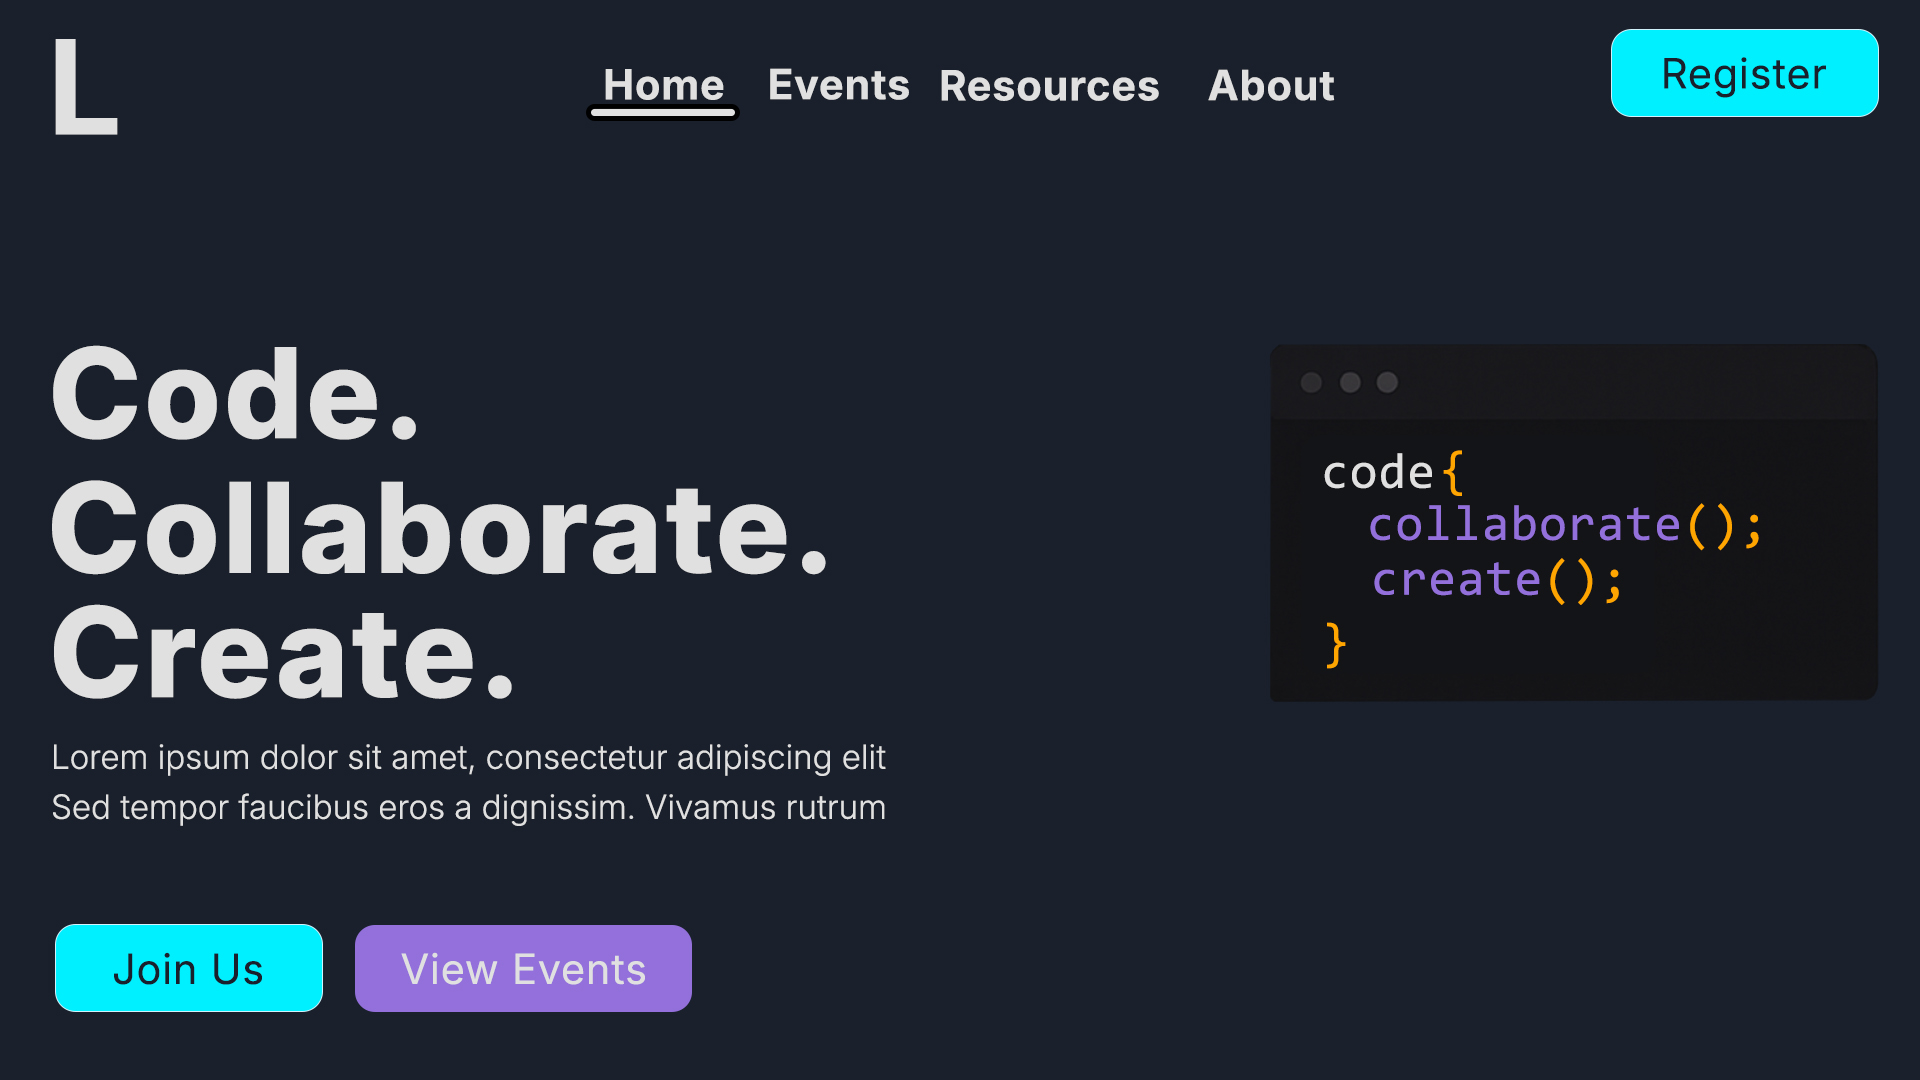 L
Home Events Resources About
Register
Code.
Collaborate.
Create.
Lorem ipsum dolor sit amet, consectetur adipiscing elit
Sed tempor faucibus eros a dignissim. Vivamus rutrum
Join Us
View Events
code{
collaborate();
create();
}